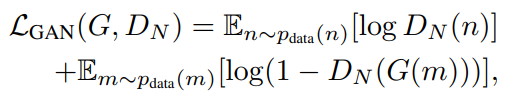 ℒ_GAN(G, D_N) = 𝔼_{n∼p_data(n)}[log D_N(n)]
+𝔼_{m∼p_data(m)}[log(1 − D_N(G(m)))],